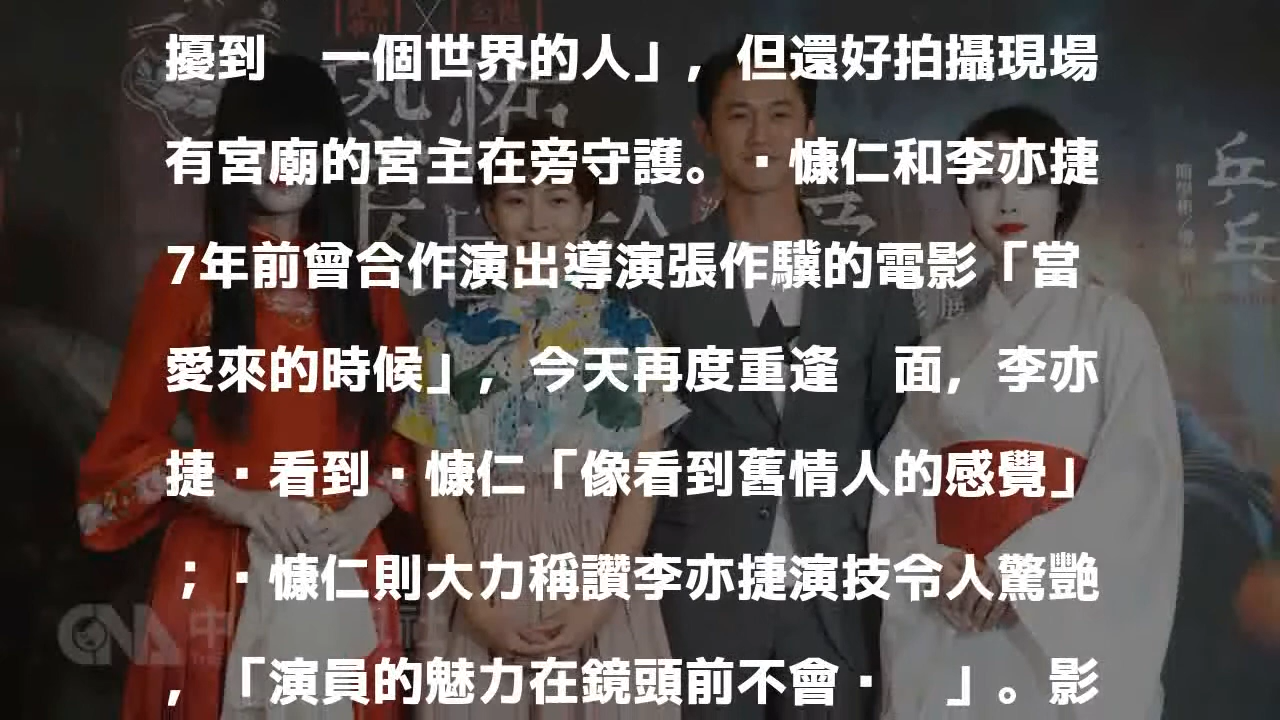 擾到　一個世界的人」，但還好拍攝現場
有宮廟的宮主在旁守護。・慷仁和李亦捷
7年前曾合作演出導演張作驥的電影「當
愛來的時候」，今天再度重逢　面，李亦
捷・看到・慷仁「像看到舊情人的感覺」
；・慷仁則大力稱讚李亦捷演技令人驚艷
，「演員的魅力在鏡頭前不會・　」。影
CNA 中
社
乒乓